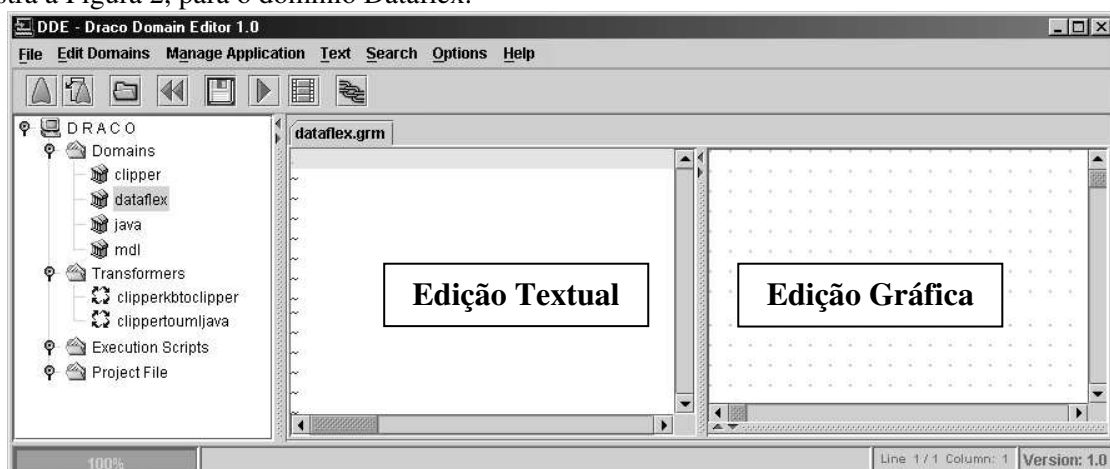 stra a Figura 2, para o domínio Dataflex.
DDE - Draco Domain Editor 1.0
File Edit Domains Manage Application Text Search Options Help
DRACO
Domains
clipper
dataflex
java
mdl
Transformers
clipperkbtoclipper
clippertoumljava
Execution Scripts
Project File
dataflex.grm
~
~
~
~
~
~
~
~
~
~
~
~
Edição Textual
Edição Gráfica
100%
Line 1 / 1 Column: 1
Version: 1.0